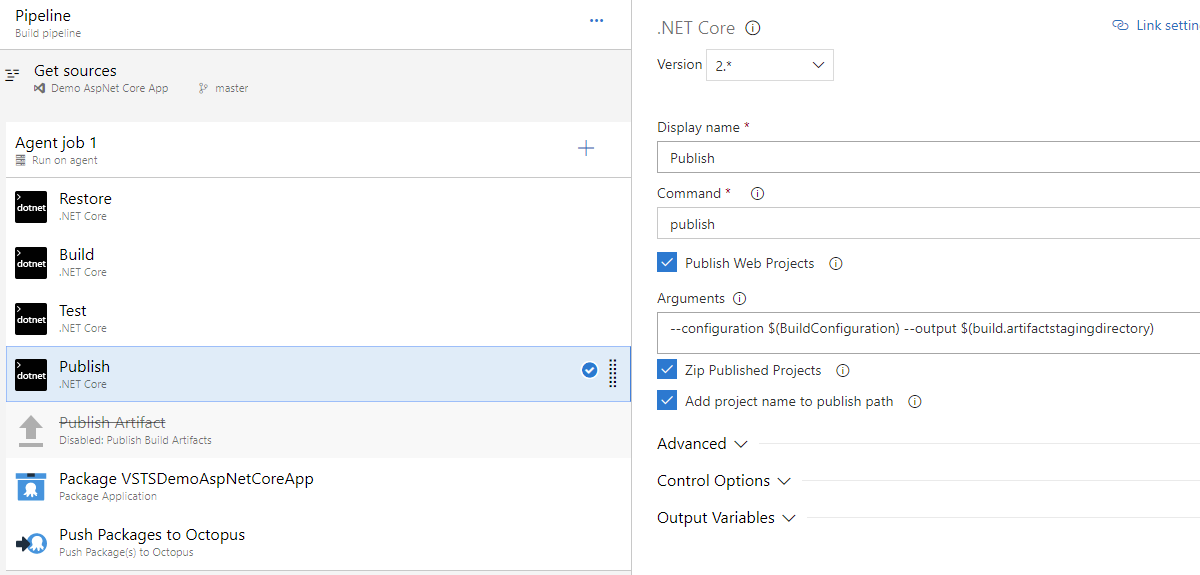 Pipeline
Build pipeline
Get sources
Demo AspNet Core App
master
Agent job 1
Run on agent
dotnet
Restore
.NET Core
dotnet
Build
.NET Core
dotnet
Test
.NET Core
dotnet
Publish
.NET Core
Publish Artifact
Disabled: Publish Build Artifacts
Package VSTSDemoAspNetCoreApp
Package Application
Push Packages to Octopus
Push Package(s) to Octopus
.NET Core
Link settin
Version
2.*
Display name *
Publish
Command *
publish
Publish Web Projects
Arguments
--configuration $(BuildConfiguration) --output $(build.artifactstagingdirectory)
Zip Published Projects
Add project name to publish path
Advanced
Control Options
Output Variables